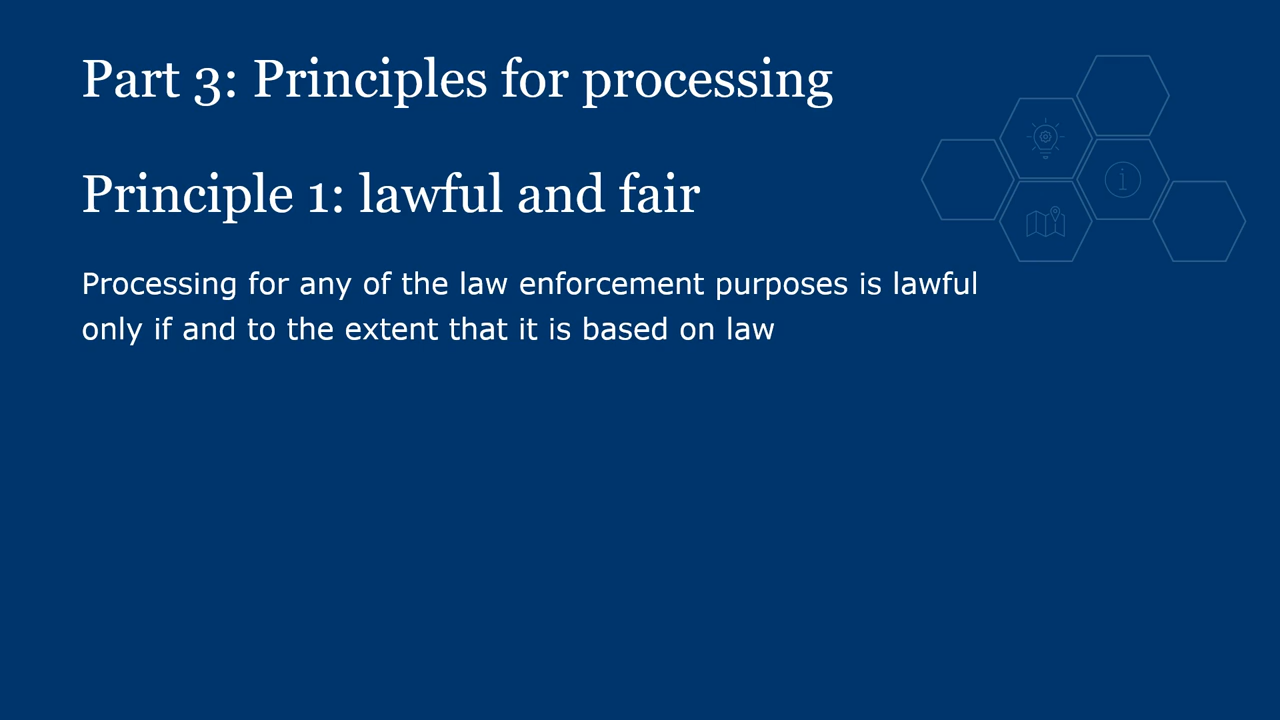 Part 3: Principles for processing
Principle 1: lawful and fair
Processing for any of the law enforcement purposes is lawful
only if and to the extent that it is based on law